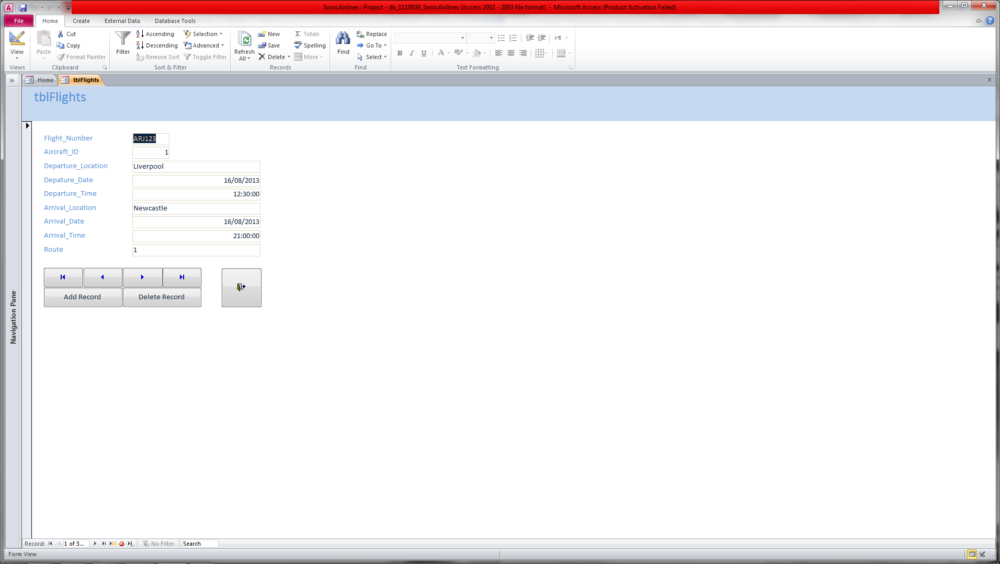 SonicAirlines : Project - db_1110039_SonicAirlines (Access 2002 - 2003 file format) - Microsoft Access (Product Activation Failed)
File Home Create External Data Database Tools
View
Views
Paste
Cut
Copy
Format Painter
Clipboard
Filter
Ascending
Descending
Remove Sort
Selection
Advanced
Toggle Filter
Sort & Filter
Refresh
All
New
Save
Delete
Totals
Spelling
More
Records
Find
Replace
Go To
Select
Find
Text Formatting
Home tblFlights
tblFlights
Flight_Number ARJ123
Aircraft_ID 1
Departure_Location Liverpool
Depature_Date 16/08/2013
Departure_Time 12:30:00
Arrival_Location Newcastle
Arrival_Date 16/08/2013
Arrival_Time 21:00:00
Route 1
Add Record Delete Record
Navigation Pane
Record: 1 of 3... No Filter Search
Form View